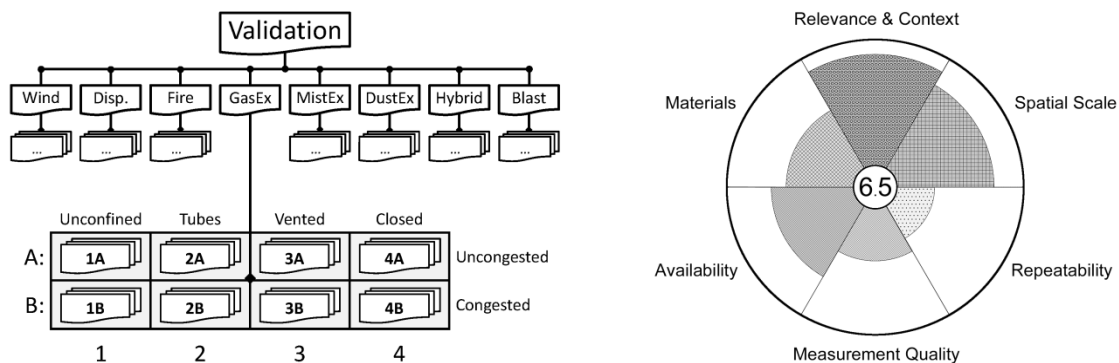 Validation
Wind Disp. Fire GasEx MistEx DustEx Hybrid Blast
... ... ... ... ... ... ... ...
Unconfined Tubes Vented Closed
A: 1A 2A 3A 4A Uncongested
B: 1B 2B 3B 4B Congested
1 2 3 4
Relevance & Context
Materials Spatial Scale
6.5
Availability Repeatability
Measurement Quality